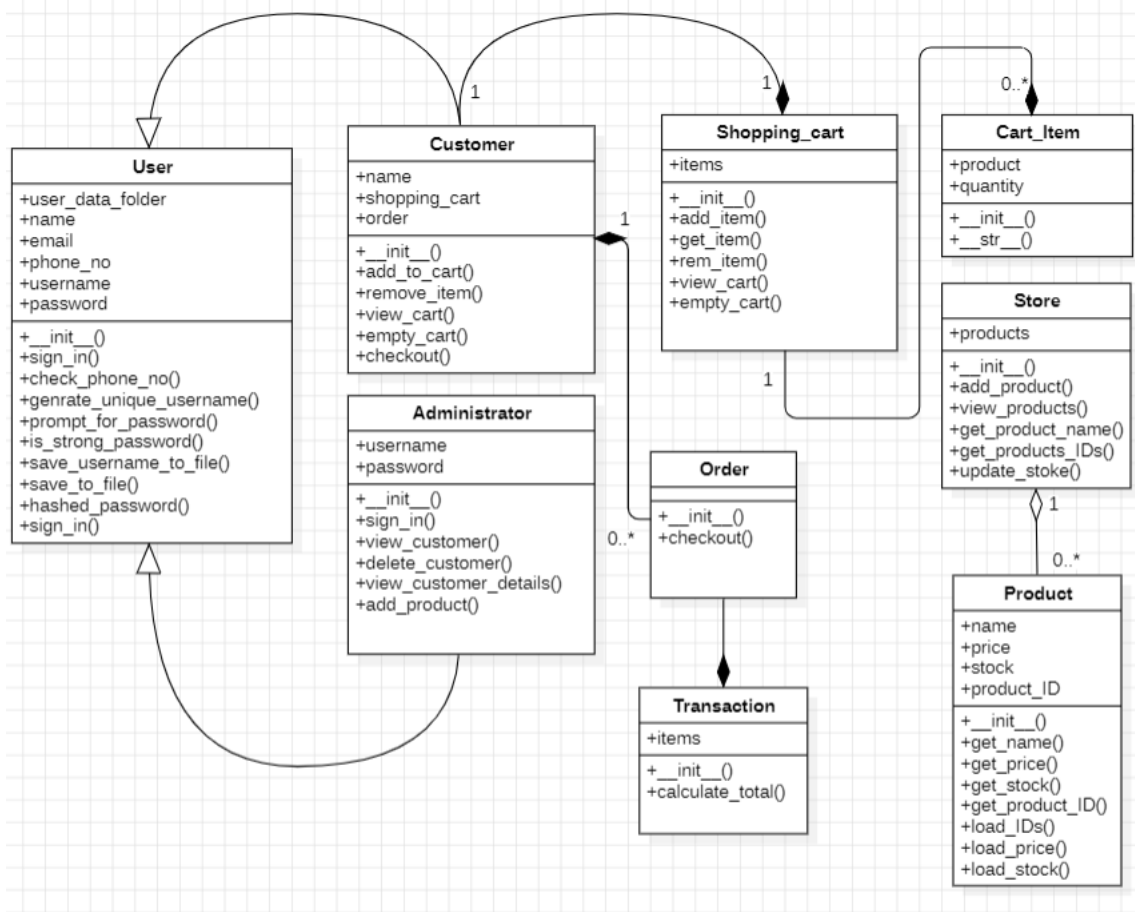 User
+user_data_folder
+name
+email
+phone_no
+username
+password
+__init__()
+sign_in()
+check_phone_no()
+genrate_unique_username()
+prompt_for_password()
+is_strong_password()
+save_username_to_file()
+save_to_file()
+hashed_password()
+sign_in()
1
Customer
+name
+shopping_cart
+order
+__init__()
+add_to_cart()
+remove_item()
+view_cart()
+empty_cart()
+checkout()
1
0..*
Administrator
+username
+password
+__init__()
+sign_in()
+view_customer()
+delete_customer()
+view_customer_details()
+add_product()
1
Shopping_cart
+items
+__init__()
+add_item()
+get_item()
+rem_item()
+view_cart()
+empty_cart()
1
Order
+__init__()
+checkout()
Transaction
+items
+__init__()
+calculate_total()
0..*
Cart_Item
+product
+quantity
+__init__()
+__str__()
Store
+products
+__init__()
+add_product()
+view_products()
+get_product_name()
+get_products_IDs()
+update_stoke()
1
0..*
Product
+name
+price
+stock
+product_ID
+__init__()
+get_name()
+get_price()
+get_stock()
+get_product_ID()
+load_IDs()
+load_price()
+load_stock()